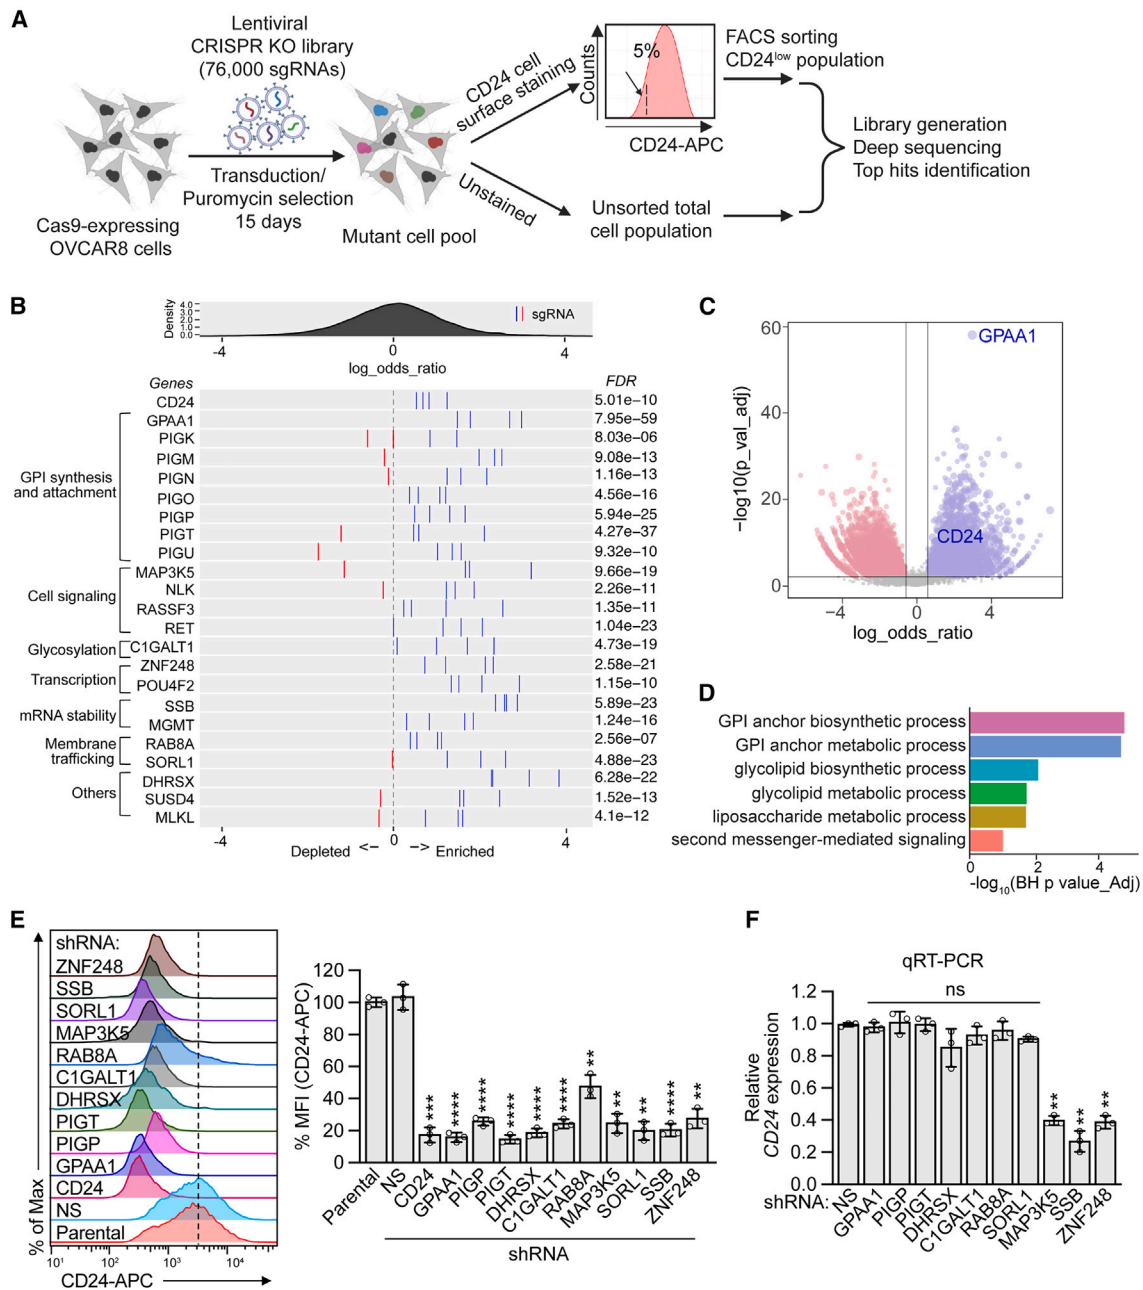 A
Lentiviral
CRISPR KO library
(76,000 sgRNAs)
Transduction/
Puromycin selection
15 days
Cas9-expressing
OVCAR8 cells
Mutant cell pool
CD24 cell
surface staining
Unstained
Counts
5%
CD24-APC
FACS sorting
CD24low population
Unsorted total
cell population
Library generation
Deep sequencing
Top hits identification
B
Density
4.0
3.0
2.0
1.0
0.0
sgRNA
-4 0 4
log_odds_ratio
Genes FDR
CD24 5.01e−10
GPI synthesis
and attachment
GPAA1 7.95e−59
PIGK 8.03e−06
PIGM 9.08e−13
PIGN 1.16e−13
PIGO 4.56e−16
PIGP 5.94e−25
PIGT 4.27e−37
PIGU 9.32e−10
Cell signaling
MAP3K5 9.66e−19
NLK 2.26e−11
RASSF3 1.35e−11
RET 1.04e−23
Glycosylation
C1GALT1 4.73e−19
Transcription
ZNF248 2.58e−21
POU4F2 1.15e−10
mRNA stability
SSB 5.89e−23
MGMT 1.24e−16
Membrane
trafficking
RAB8A 2.56e−07
SORL1 4.88e−23
Others
DHRSX 6.28e−22
SUSD4 1.52e−13
MLKL 4.1e−12
-4 0 4
Depleted <- -> Enriched
C
−log10(p_val_adj)
60
40
20
0
GPAA1
CD24
−4 0 4
log_odds_ratio
D
GPI anchor biosynthetic process
GPI anchor metabolic process
glycolipid biosynthetic process
glycolipid metabolic process
liposaccharide metabolic process
second messenger-mediated signaling
0 2 4
-log10(BH p value_Adj)
E
% of Max
shRNA:
ZNF248
SSB
SORL1
MAP3K5
RAB8A
C1GALT1
DHRSX
PIGT
PIGP
GPAA1
CD24
NS
Parental
10¹ 10² 10³ 10⁴
CD24-APC
% MFI (CD24-APC)
120
100
80
60
40
20
0
*** **** **** **** **** **** ** ** ** **** **
Parental NS CD24 GPAA1 PIGP PIGT DHRSX C1GALT1 RAB8A MAP3K5 SORL1 SSB ZNF248
shRNA
F
qRT-PCR
ns
Relative
CD24 expression
1.2
1.0
0.8
0.6
0.4
0.2
0.0
** ** **
shRNA: NS GPAA1 PIGP PIGT DHRSX C1GALT1 RAB8A SORL1 MAP3K5 SSB ZNF248